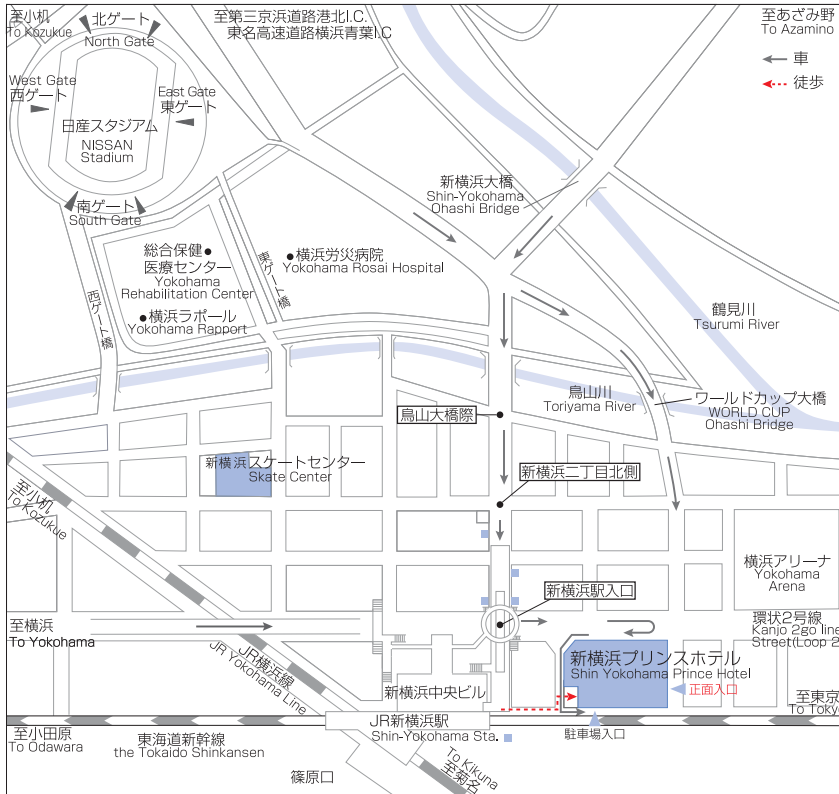 至小机
To Kozukue
北ゲート
North Gate
至第三京浜道路港北I.C.
東名高速道路横浜青葉I.C
至あざみ野
To Azamino
車
徒歩
West Gate
西ゲート
East Gate
東ゲート
日産スタジアム
NISSAN
Stadium
南ゲート
South Gate
新横浜大橋
Shin-Yokohama
Ohashi Bridge
総合保健
医療センター
Yokohama
Rehabilitation Center
東ゲート橋
横浜労災病院
Yokohama Rosai Hospital
西ゲート橋
横浜ラポール
Yokohama Rapport
鶴見川
Tsurumi River
鳥山川
Toriyama River
ワールドカップ大橋
WORLD CUP
Ohashi Bridge
鳥山大橋際
新横浜スケートセンター
Skate Center
新横浜二丁目北側
至小机
To Kozukue
横浜アリーナ
Yokohama
Arena
新横浜駅入口
至横浜
To Yokohama
環状2号線
Kanjo 2go line
Street(Loop 2
JR横浜線
JR Yokohama Line
新横浜プリンスホテル
Shin Yokohama Prince Hotel
正面入口
新横浜中央ビル
至東京
To Tokyo
JR新横浜駅
Shin-Yokohama Sta.
駐車場入口
至小田原
To Odawara
東海道新幹線
the Tokaido Shinkansen
篠原口
To Kikuna
至菊名